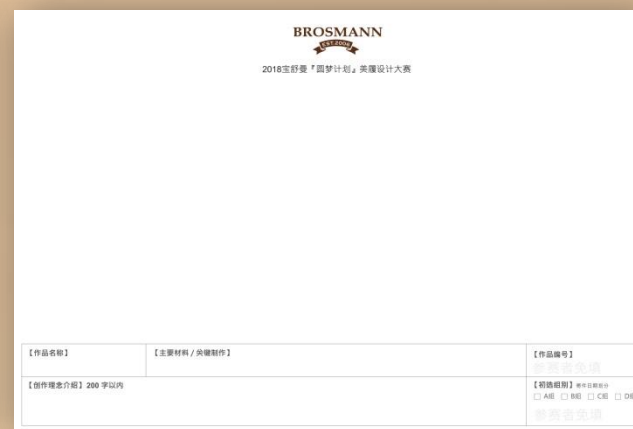 BROSMANN
EST.2006
2018宝舒曼『圆梦计划』美履设计大赛
【作品名称】
【主要材料 / 关键制作】
【作品编号】
参赛者免填
【创作理念介绍】200 字以内
【初选组别】
□ A组 □ B组 □ C组 □ D组
参赛者免填